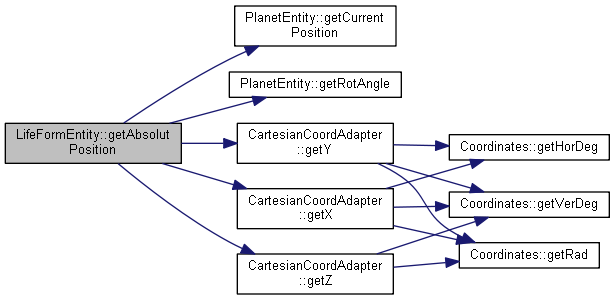 PlanetEntity::getCurrent
Position
PlanetEntity::getRotAngle
LifeFormEntity::getAbsolut
Position
CartesianCoordAdapter
::getY
CartesianCoordAdapter
::getX
CartesianCoordAdapter
::getZ
Coordinates::getHorDeg
Coordinates::getVerDeg
Coordinates::getRad